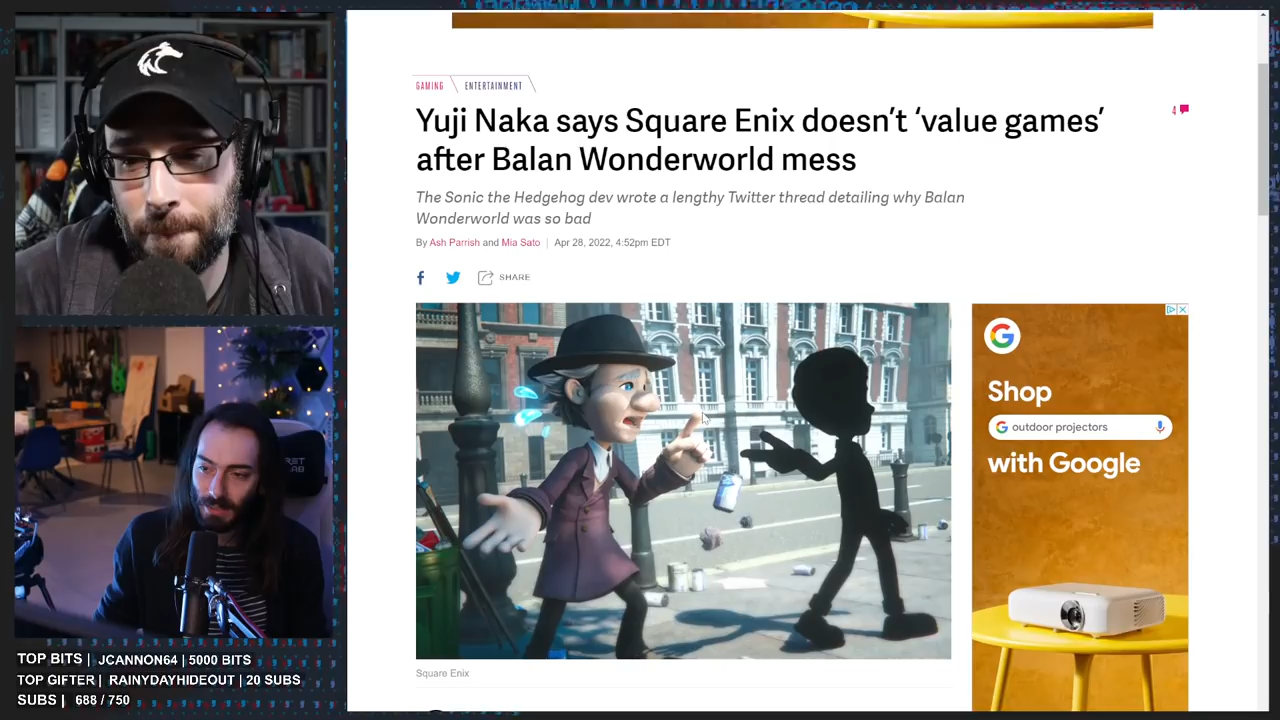 GAMING
ENTERTAINMENT
Yuji Naka says Square Enix doesn’t ‘value games’
after Balan Wonderworld mess
4
The Sonic the Hedgehog dev wrote a lengthy Twitter thread detailing why Balan
Wonderworld was so bad
By Ash Parrish and Mia Sato | Apr 28, 2022, 4:52pm EDT
SHARE
Shop
outdoor projectors
with Google
Square Enix
TOP BITS | JCANNON64 | 5000 BITS
TOP GIFTER | RAINYDAYHIDEOUT | 20 SUBS
SUBS | 688 / 750